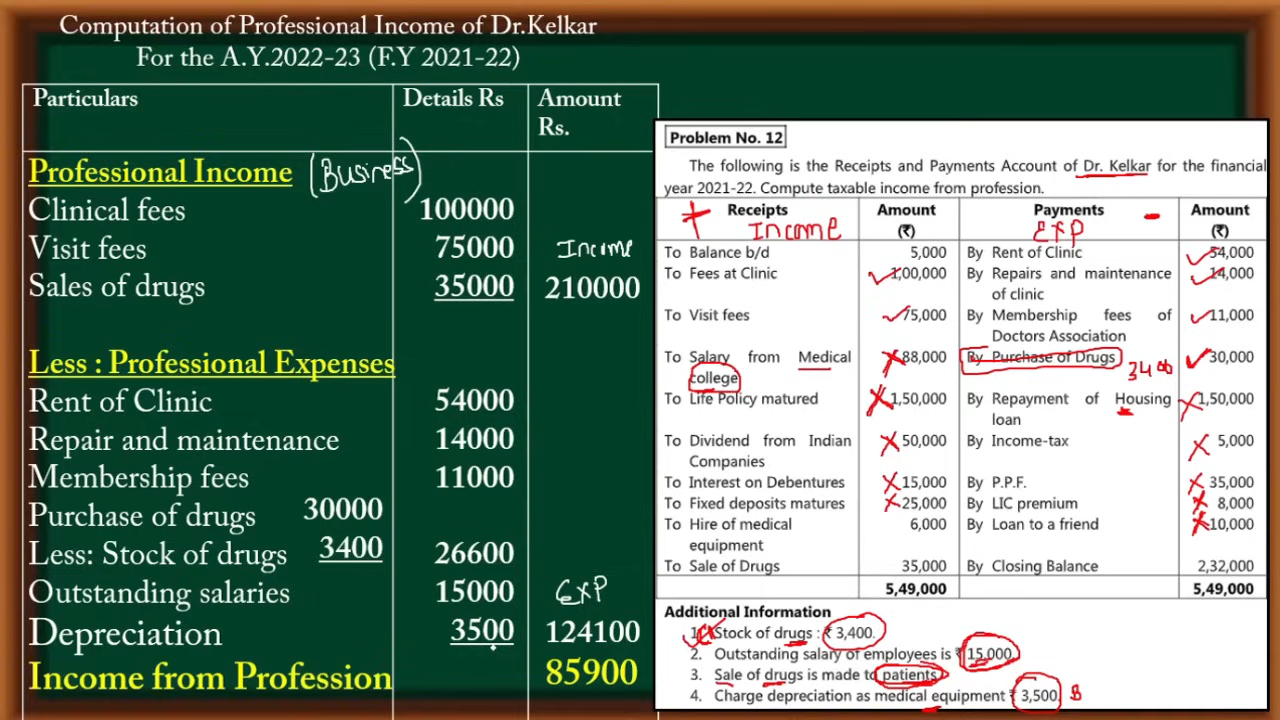 Computation of Professional Income of Dr.Kelkar
For the A.Y.2022-23 (F.Y 2021-22)
Particulars Details Rs Amount Rs.
Professional Income (Business)
Clinical fees 100000
Visit fees 75000 Income
Sales of drugs 35000 210000
Less : Professional Expenses
Rent of Clinic 54000
Repair and maintenance 14000
Membership fees 11000
Purchase of drugs 30000
Less: Stock of drugs 3400 26600
Outstanding salaries 15000 Exp
Depreciation 3500 124100
Income from Profession 85900
Problem No. 12
The following is the Receipts and Payments Account of Dr. Kelkar for the financial
year 2021-22. Compute taxable income from profession.
+ Receipts Amount Payments - Amount
Income (₹) EXP (₹)
To Balance b/d 5,000 By Rent of Clinic 54,000
To Fees at Clinic 1,00,000 By Repairs and maintenance 14,000
of clinic
To Visit fees 75,000 By Membership fees of 11,000
Doctors Association
To Salary from Medical 88,000 By Purchase of Drugs 30,000
college 3400
To Life Policy matured 1,50,000 By Repayment of Housing 1,50,000
loan
To Dividend from Indian 50,000 By Income-tax 5,000
Companies
To Interest on Debentures 15,000 By P.P.F. 35,000
To Fixed deposits matures 25,000 By LIC premium 8,000
To Hire of medical 6,000 By Loan to a friend 10,000
equipment
To Sale of Drugs 35,000 By Closing Balance 2,32,000
5,49,000 5,49,000
Additional Information
1. Stock of drugs : ₹ 3,400.
2. Outstanding salary of employees is ₹ 15,000.
3. Sale of drugs is made to patients
4. Charge depreciation as medical equipment ₹ 3,500. B